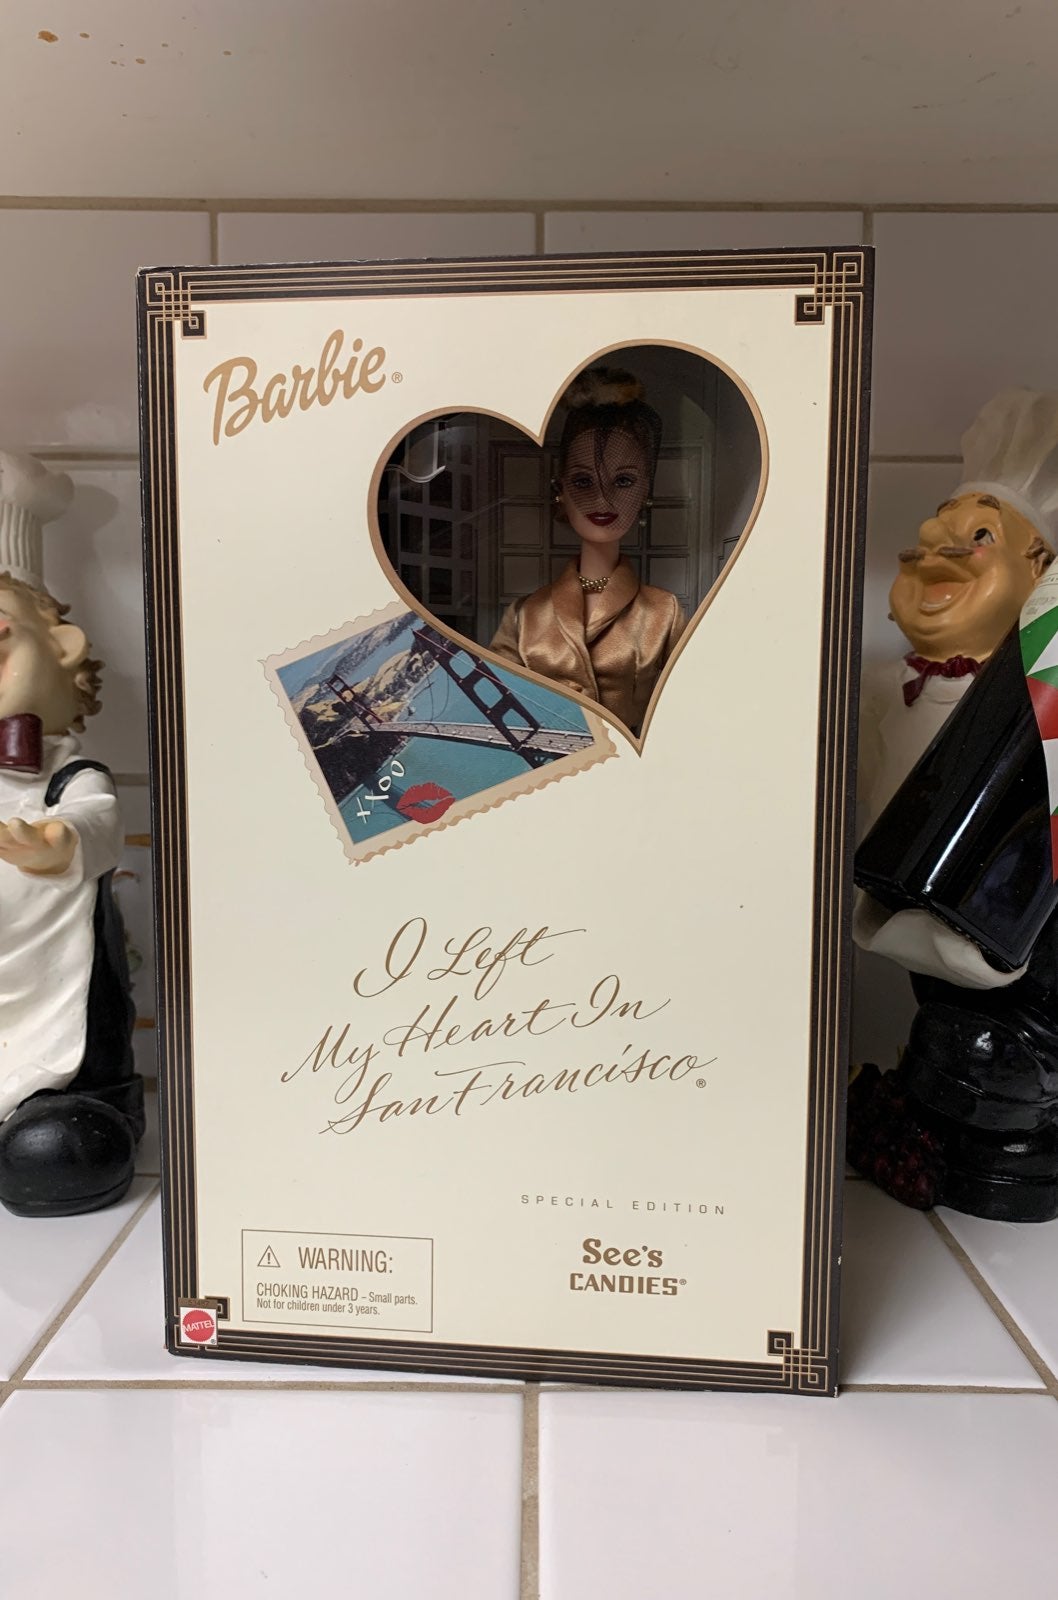 Barbie®
XXOO
I Left
My Heart In
San Francisco®
SPECIAL EDITION
See's
CANDIES®
⚠ WARNING:
CHOKING HAZARD – Small parts.
Not for children under 3 years.
MATTEL
®